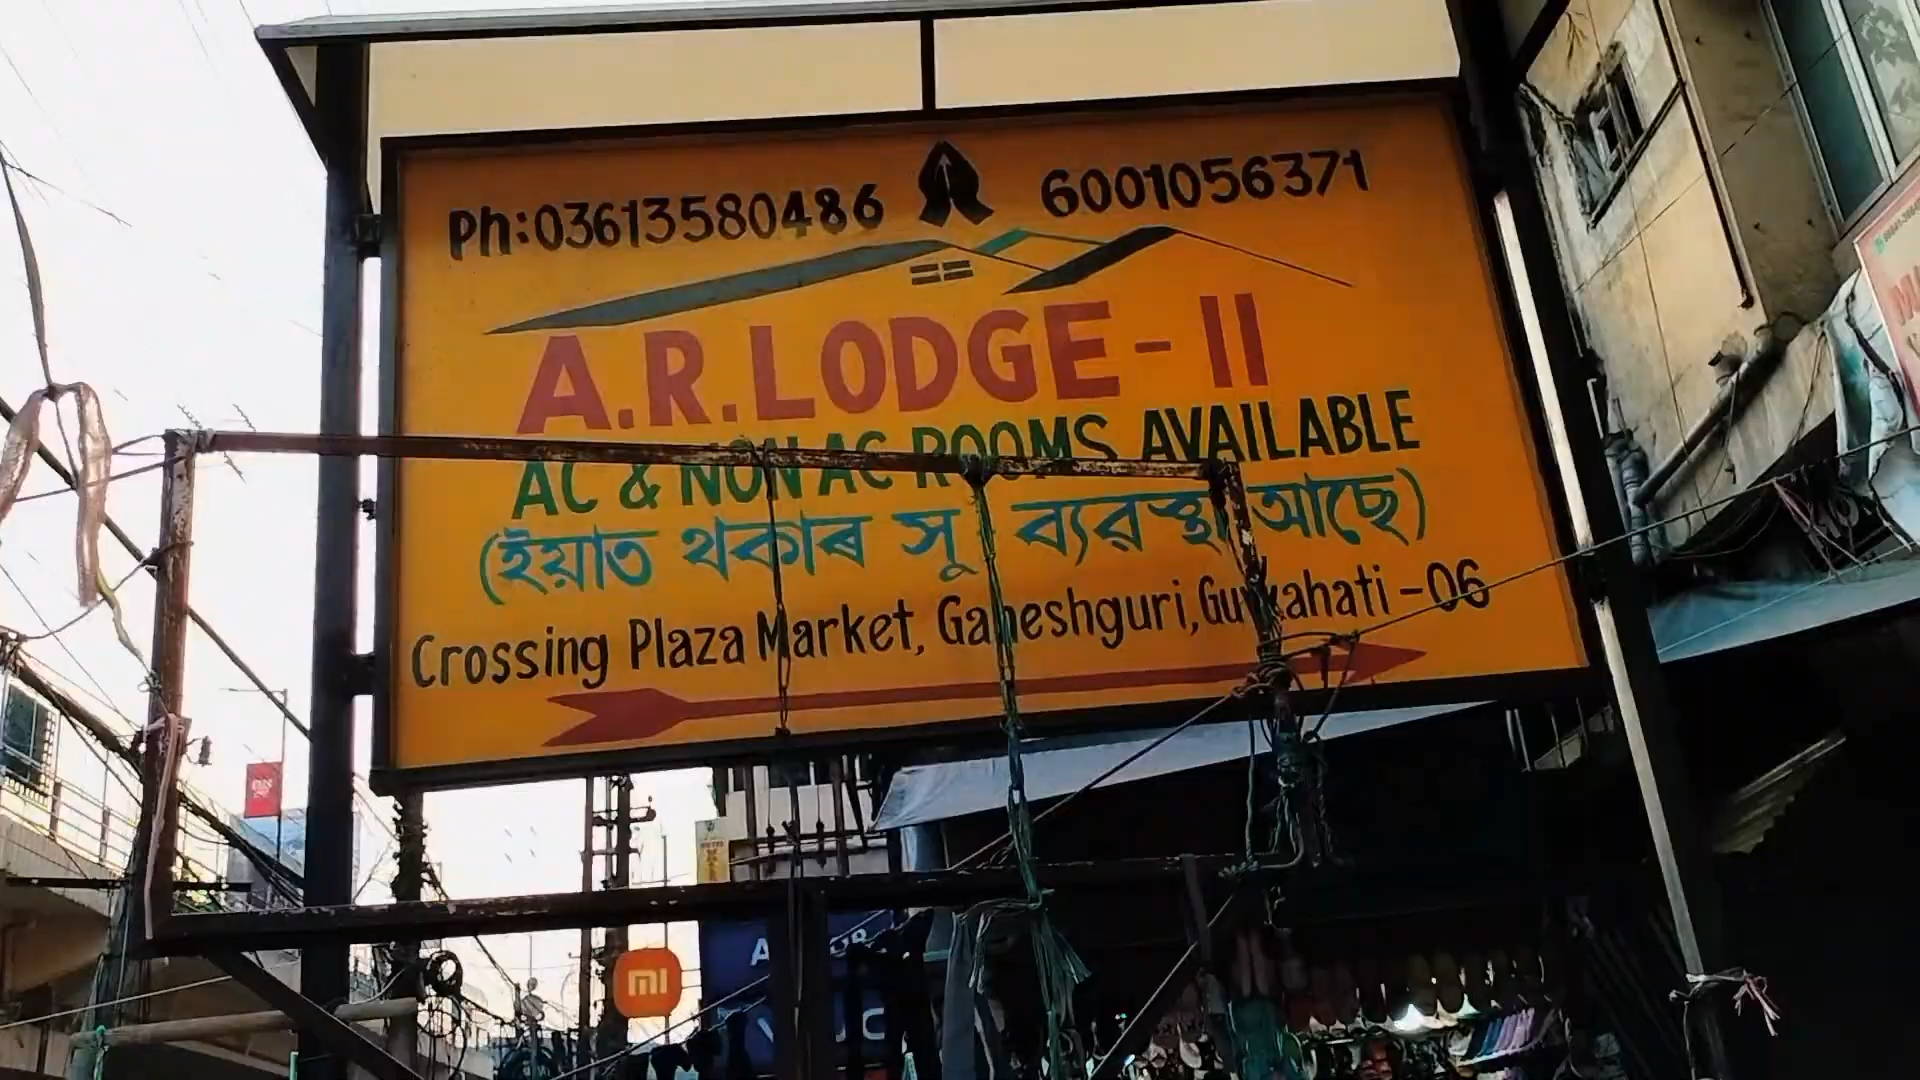 Ph:03613580486 6001056371
A.R.LODGE-II
AC & NON AC ROOMS AVAILABLE
(ইয়াত থকাৰ সু ব্যৱস্থা আছে)
Crossing Plaza Market, Ganeshguri, Guwahati-06
mi